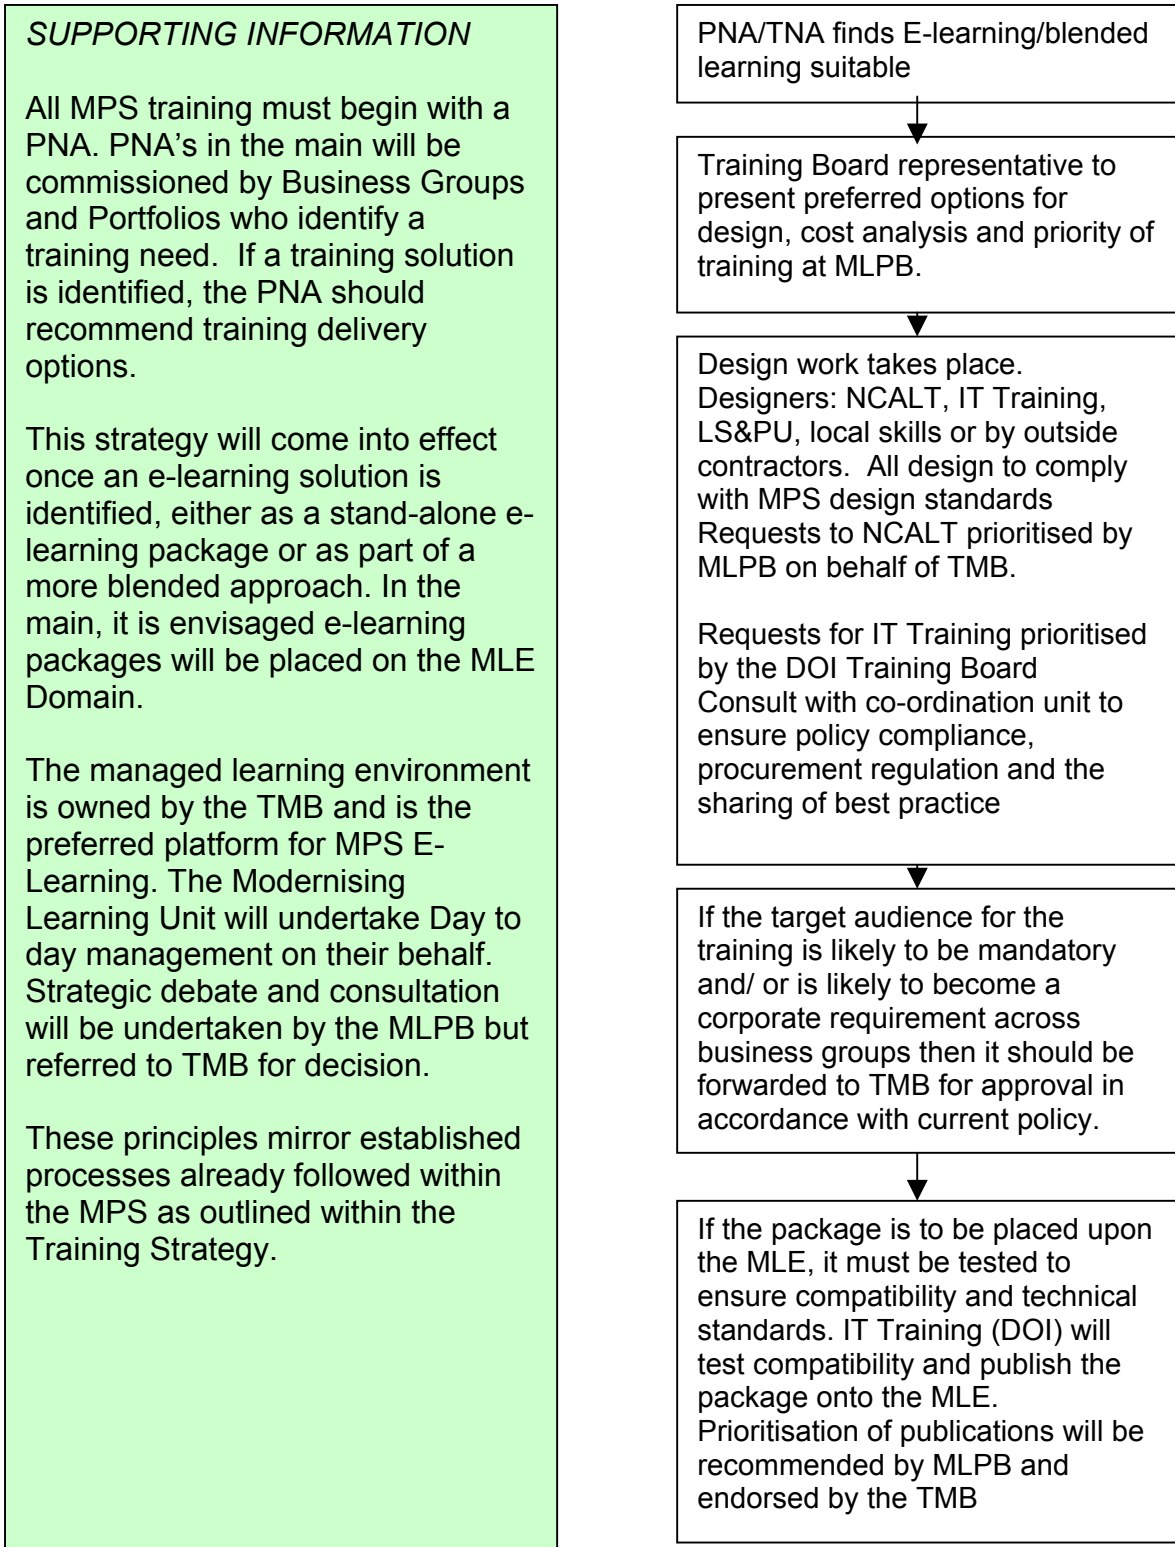 SUPPORTING INFORMATION
All MPS training must begin with a
PNA. PNA's in the main will be
commissioned by Business Groups
and Portfolios who identify a
training need.  If a training solution
is identified, the PNA should
recommend training delivery
options.
This strategy will come into effect
once an e-learning solution is
identified, either as a stand-alone e-
learning package or as part of a
more blended approach. In the
main, it is envisaged e-learning
packages will be placed on the MLE
Domain.
The managed learning environment
is owned by the TMB and is the
preferred platform for MPS E-
Learning. The Modernising
Learning Unit will undertake Day to
day management on their behalf.
Strategic debate and consultation
will be undertaken by the MLPB but
referred to TMB for decision.
These principles mirror established
processes already followed within
the MPS as outlined within the
Training Strategy.
PNA/TNA finds E-learning/blended
learning suitable
Training Board representative to
present preferred options for
design, cost analysis and priority of
training at MLPB.
Design work takes place.
Designers: NCALT, IT Training,
LS&PU, local skills or by outside
contractors.  All design to comply
with MPS design standards
Requests to NCALT prioritised by
MLPB on behalf of TMB.
Requests for IT Training prioritised
by the DOI Training Board
Consult with co-ordination unit to
ensure policy compliance,
procurement regulation and the
sharing of best practice
If the target audience for the
training is likely to be mandatory
and/ or is likely to become a
corporate requirement across
business groups then it should be
forwarded to TMB for approval in
accordance with current policy.
If the package is to be placed upon
the MLE, it must be tested to
ensure compatibility and technical
standards. IT Training (DOI) will
test compatibility and publish the
package onto the MLE.
Prioritisation of publications will be
recommended by MLPB and
endorsed by the TMB